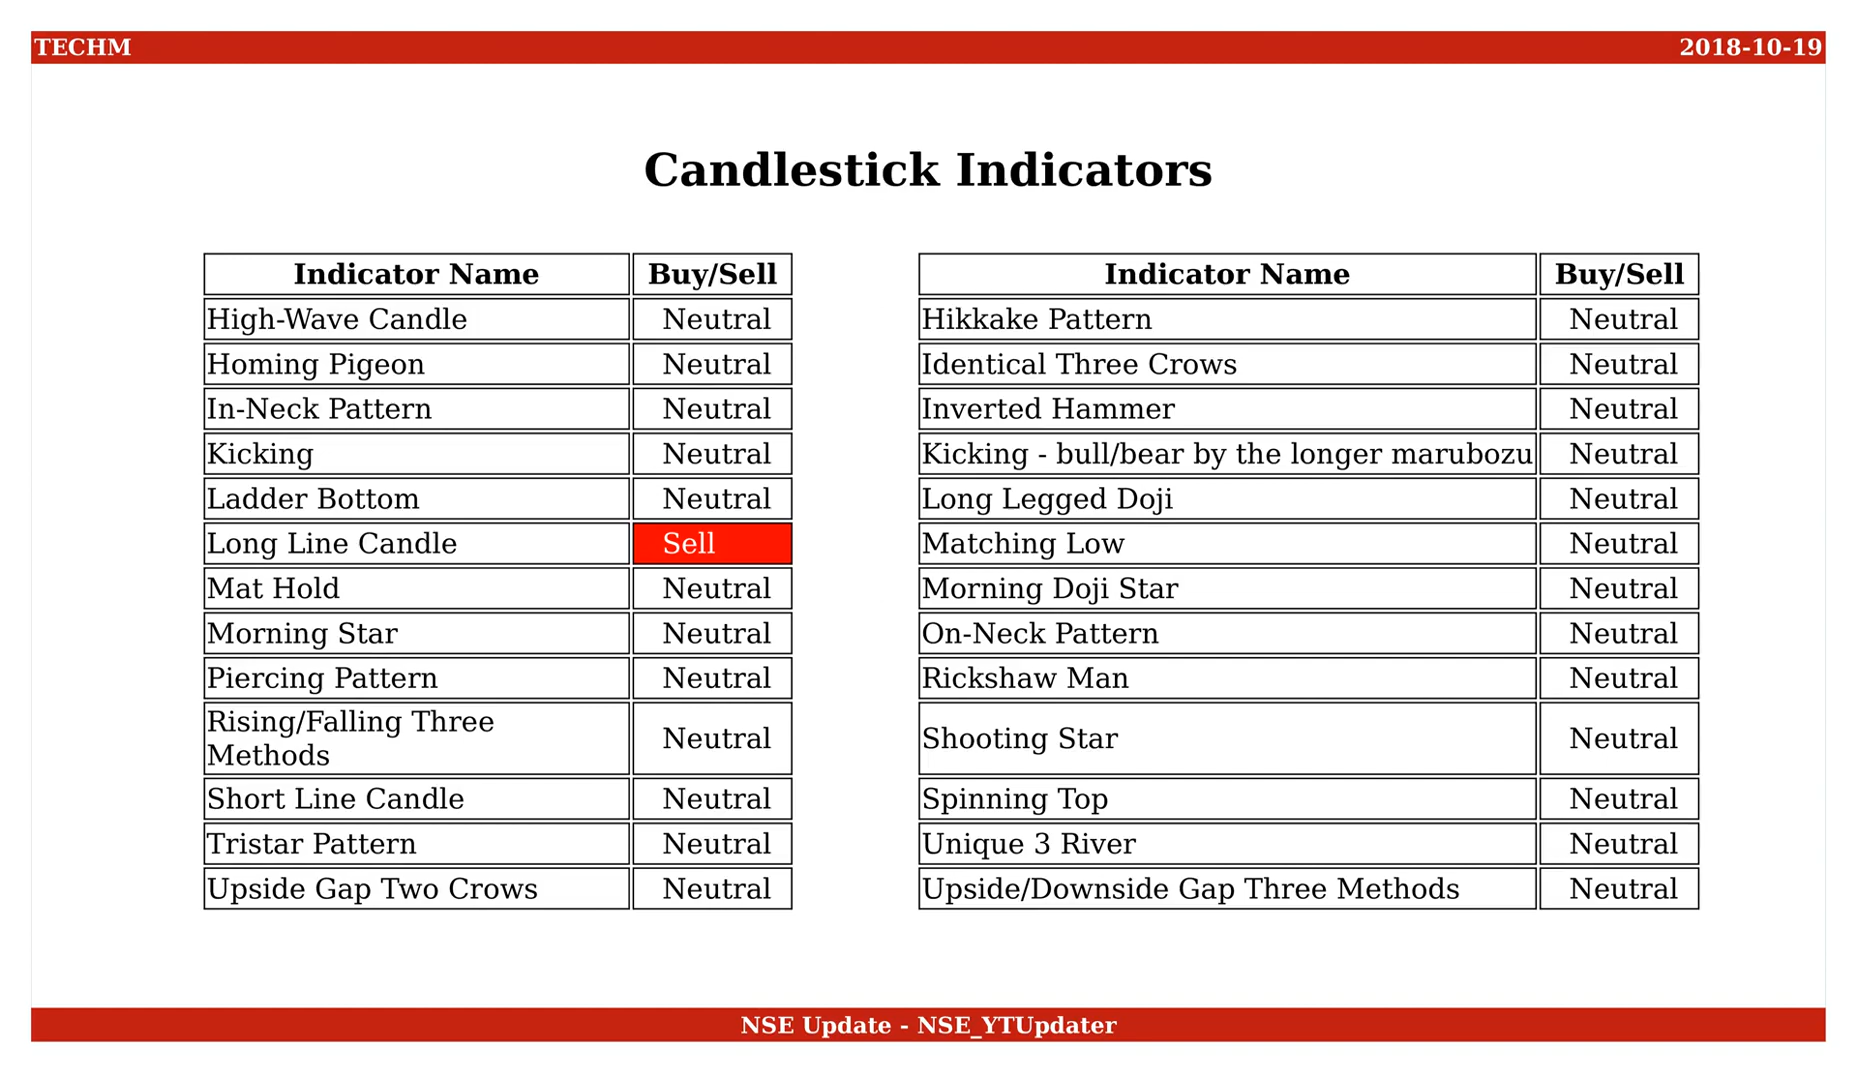 TECHM 2018-10-19
Candlestick Indicators
Indicator Name Buy/Sell
High-Wave Candle Neutral
Homing Pigeon Neutral
In-Neck Pattern Neutral
Kicking Neutral
Ladder Bottom Neutral
Long Line Candle Sell
Mat Hold Neutral
Morning Star Neutral
Piercing Pattern Neutral
Rising/Falling Three
Methods Neutral
Short Line Candle Neutral
Tristar Pattern Neutral
Upside Gap Two Crows Neutral
Indicator Name Buy/Sell
Hikkake Pattern Neutral
Identical Three Crows Neutral
Inverted Hammer Neutral
Kicking - bull/bear by the longer marubozu Neutral
Long Legged Doji Neutral
Matching Low Neutral
Morning Doji Star Neutral
On-Neck Pattern Neutral
Rickshaw Man Neutral
Shooting Star Neutral
Spinning Top Neutral
Unique 3 River Neutral
Upside/Downside Gap Three Methods Neutral
NSE Update - NSE_YTUpdater